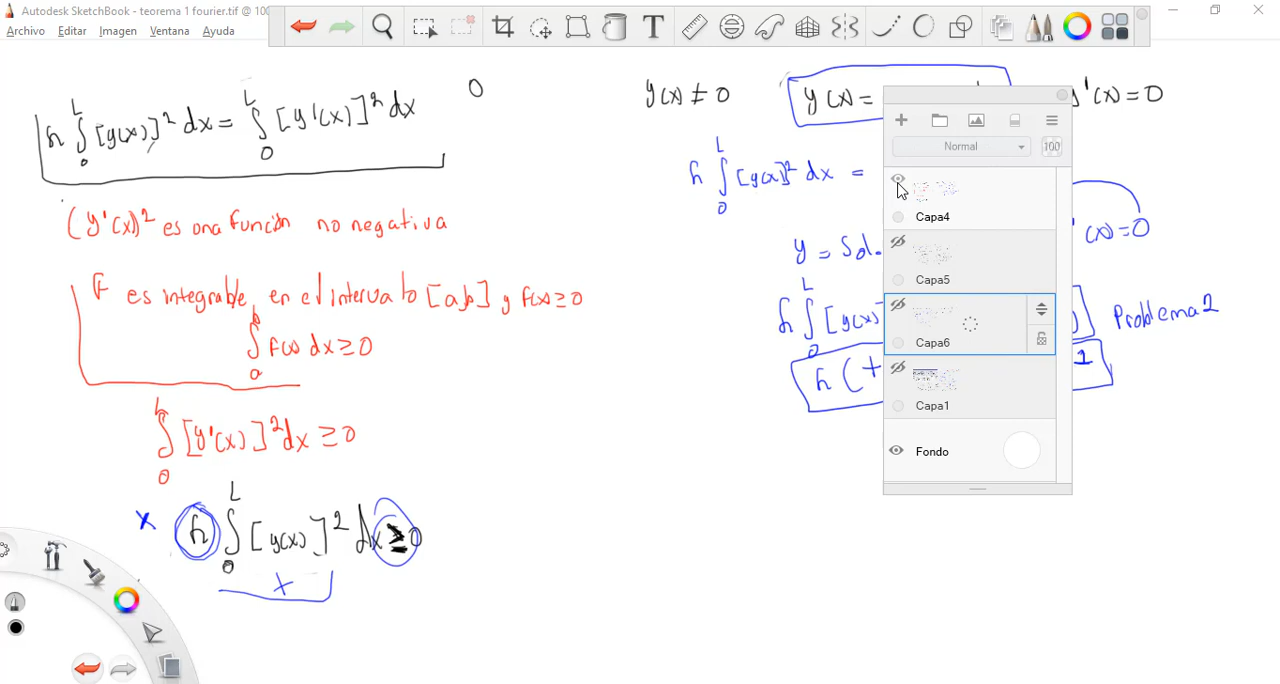 Autodesk SketchBook - teorema 1 fourier.tif @ 100
Archivo Editar Imagen Ventana Ayuda
ℏ ∫₀ᴸ [y(x)]² dx = ∫₀ᴸ [y'(x)]² dx
0
(y'(x))² es una función no negativa
F es integrable en el intervalo [a,b] y f(x) ≥ 0
∫ₐᵇ f(x) dx ≥ 0
[y'(x)]² dx ≥ 0
x ℏ ∫₀ᴸ [y(x)]² dx ≥ 0
+
y(x) ≠ 0 y(x) = y'(x) = 0
ℏ ∫₀ᴸ [y(x)]² dx =
y = Sol. '(x) = 0
ℏ ∫₀ᴸ [y(x)] Problema 2
ℏ (+ 1
Normal 100
Capa4
Capa5
Capa6
Capa1
Fondo